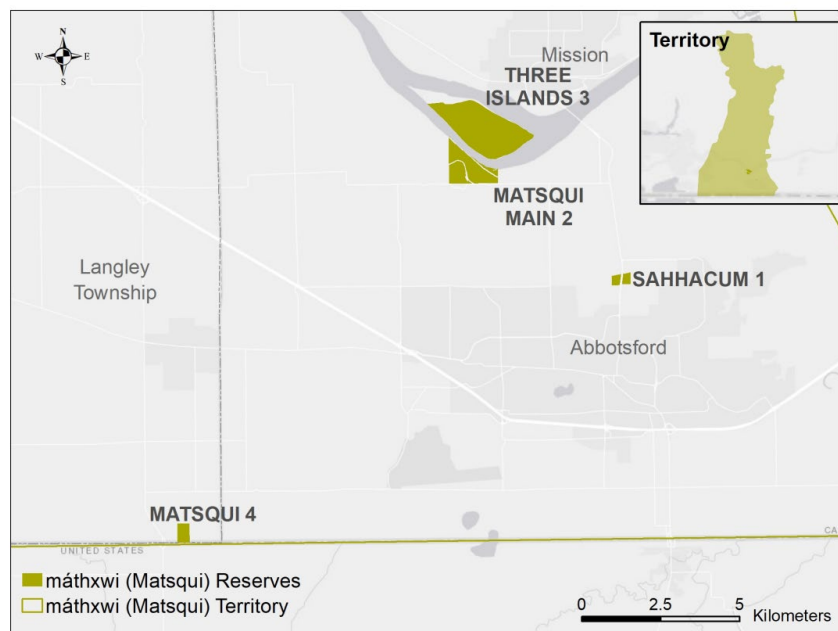 N
W
E
S
Mission
Territory
THREE
ISLANDS 3
MATSQUI
MAIN 2
Langley
Township
SAHHACUM 1
Abbotsford
MATSQUI 4
UNITED STATES
CA
máthxwi (Matsqui) Reserves
máthxwi (Matsqui) Territory
0
2.5
5
Kilometers